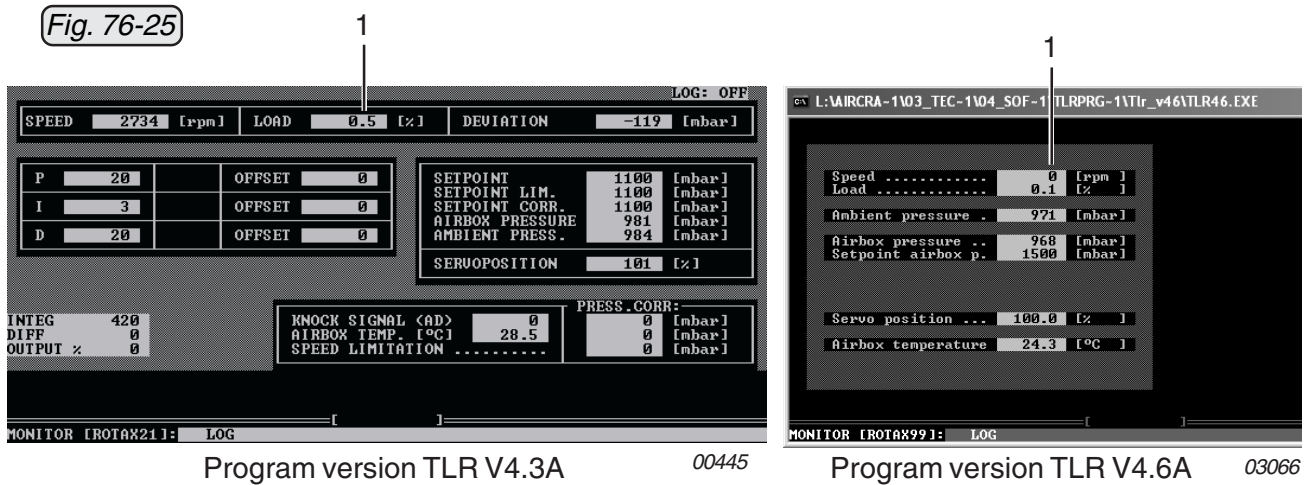 Fig. 76-25
1
LOG: OFF
SPEED 2734 [rpm] LOAD 0.5 [%] DEVIATION -119 [mbar]
P 20 OFFSET 0
I 3 OFFSET 0
D 20 OFFSET 0
SETPOINT 1100 [mbar]
SETPOINT LIM. 1100 [mbar]
SETPOINT CORR. 1100 [mbar]
AIRBOX PRESSURE 981 [mbar]
AMBIENT PRESS. 984 [mbar]
SERVOPOSITION 101 [%]
INTEG 420
DIFF 0
OUTPUT % 0
PRESS.CORR:
KNOCK SIGNAL (AD) 0 0 [mbar]
AIRBOX TEMP. [ºC] 28.5 0 [mbar]
SPEED LIMITATION .......... 0 [mbar]
[ ]
MONITOR [ROTAX21]: LOG
Program version TLR V4.3A
00445
1
L:\AIRCRA~1\03_TEC~1\04_SOF~1\TLRPRG~1\Tlr_v46\TLR46.EXE
Speed ............ 0 [rpm ]
Load ............. 0.1 [% ]
Ambient pressure . 971 [mbar]
Airbox pressure .. 968 [mbar]
Setpoint airbox p. 1500 [mbar]
Servo position ... 100.0 [% ]
Airbox temperature 24.3 [ºC ]
[ ]
MONITOR [ROTAX99]: LOG
Program version TLR V4.6A
03066